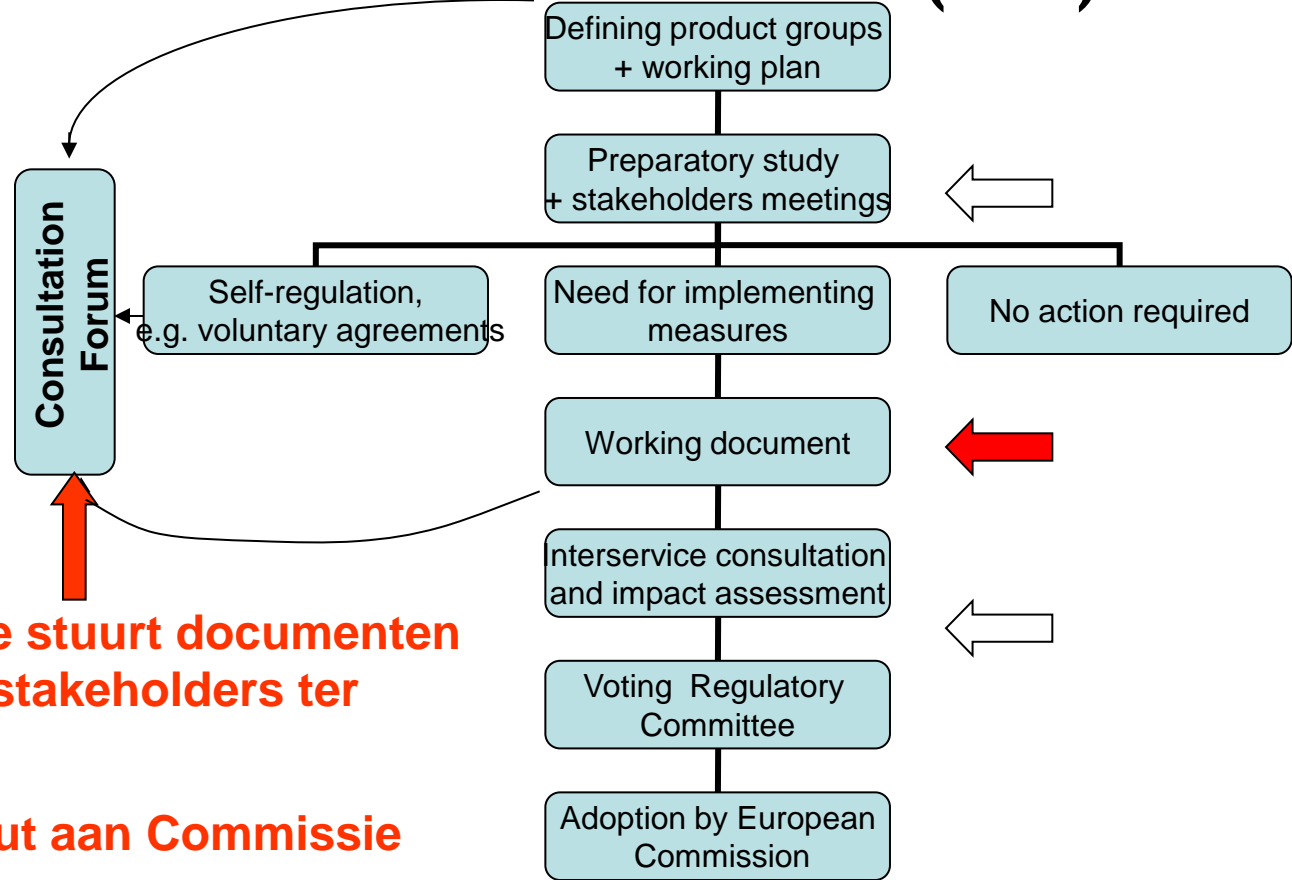 Defining product groups
+ working plan
Preparatory study
+ stakeholders meetings
Consultation
Forum
Self-regulation,
e.g. voluntary agreements
Need for implementing
measures
No action required
Working document
Interservice consultation
and impact assessment
stuurt documenten
stakeholders ter
Voting Regulatory
Committee
aan Commissie
Adoption by European
Commission